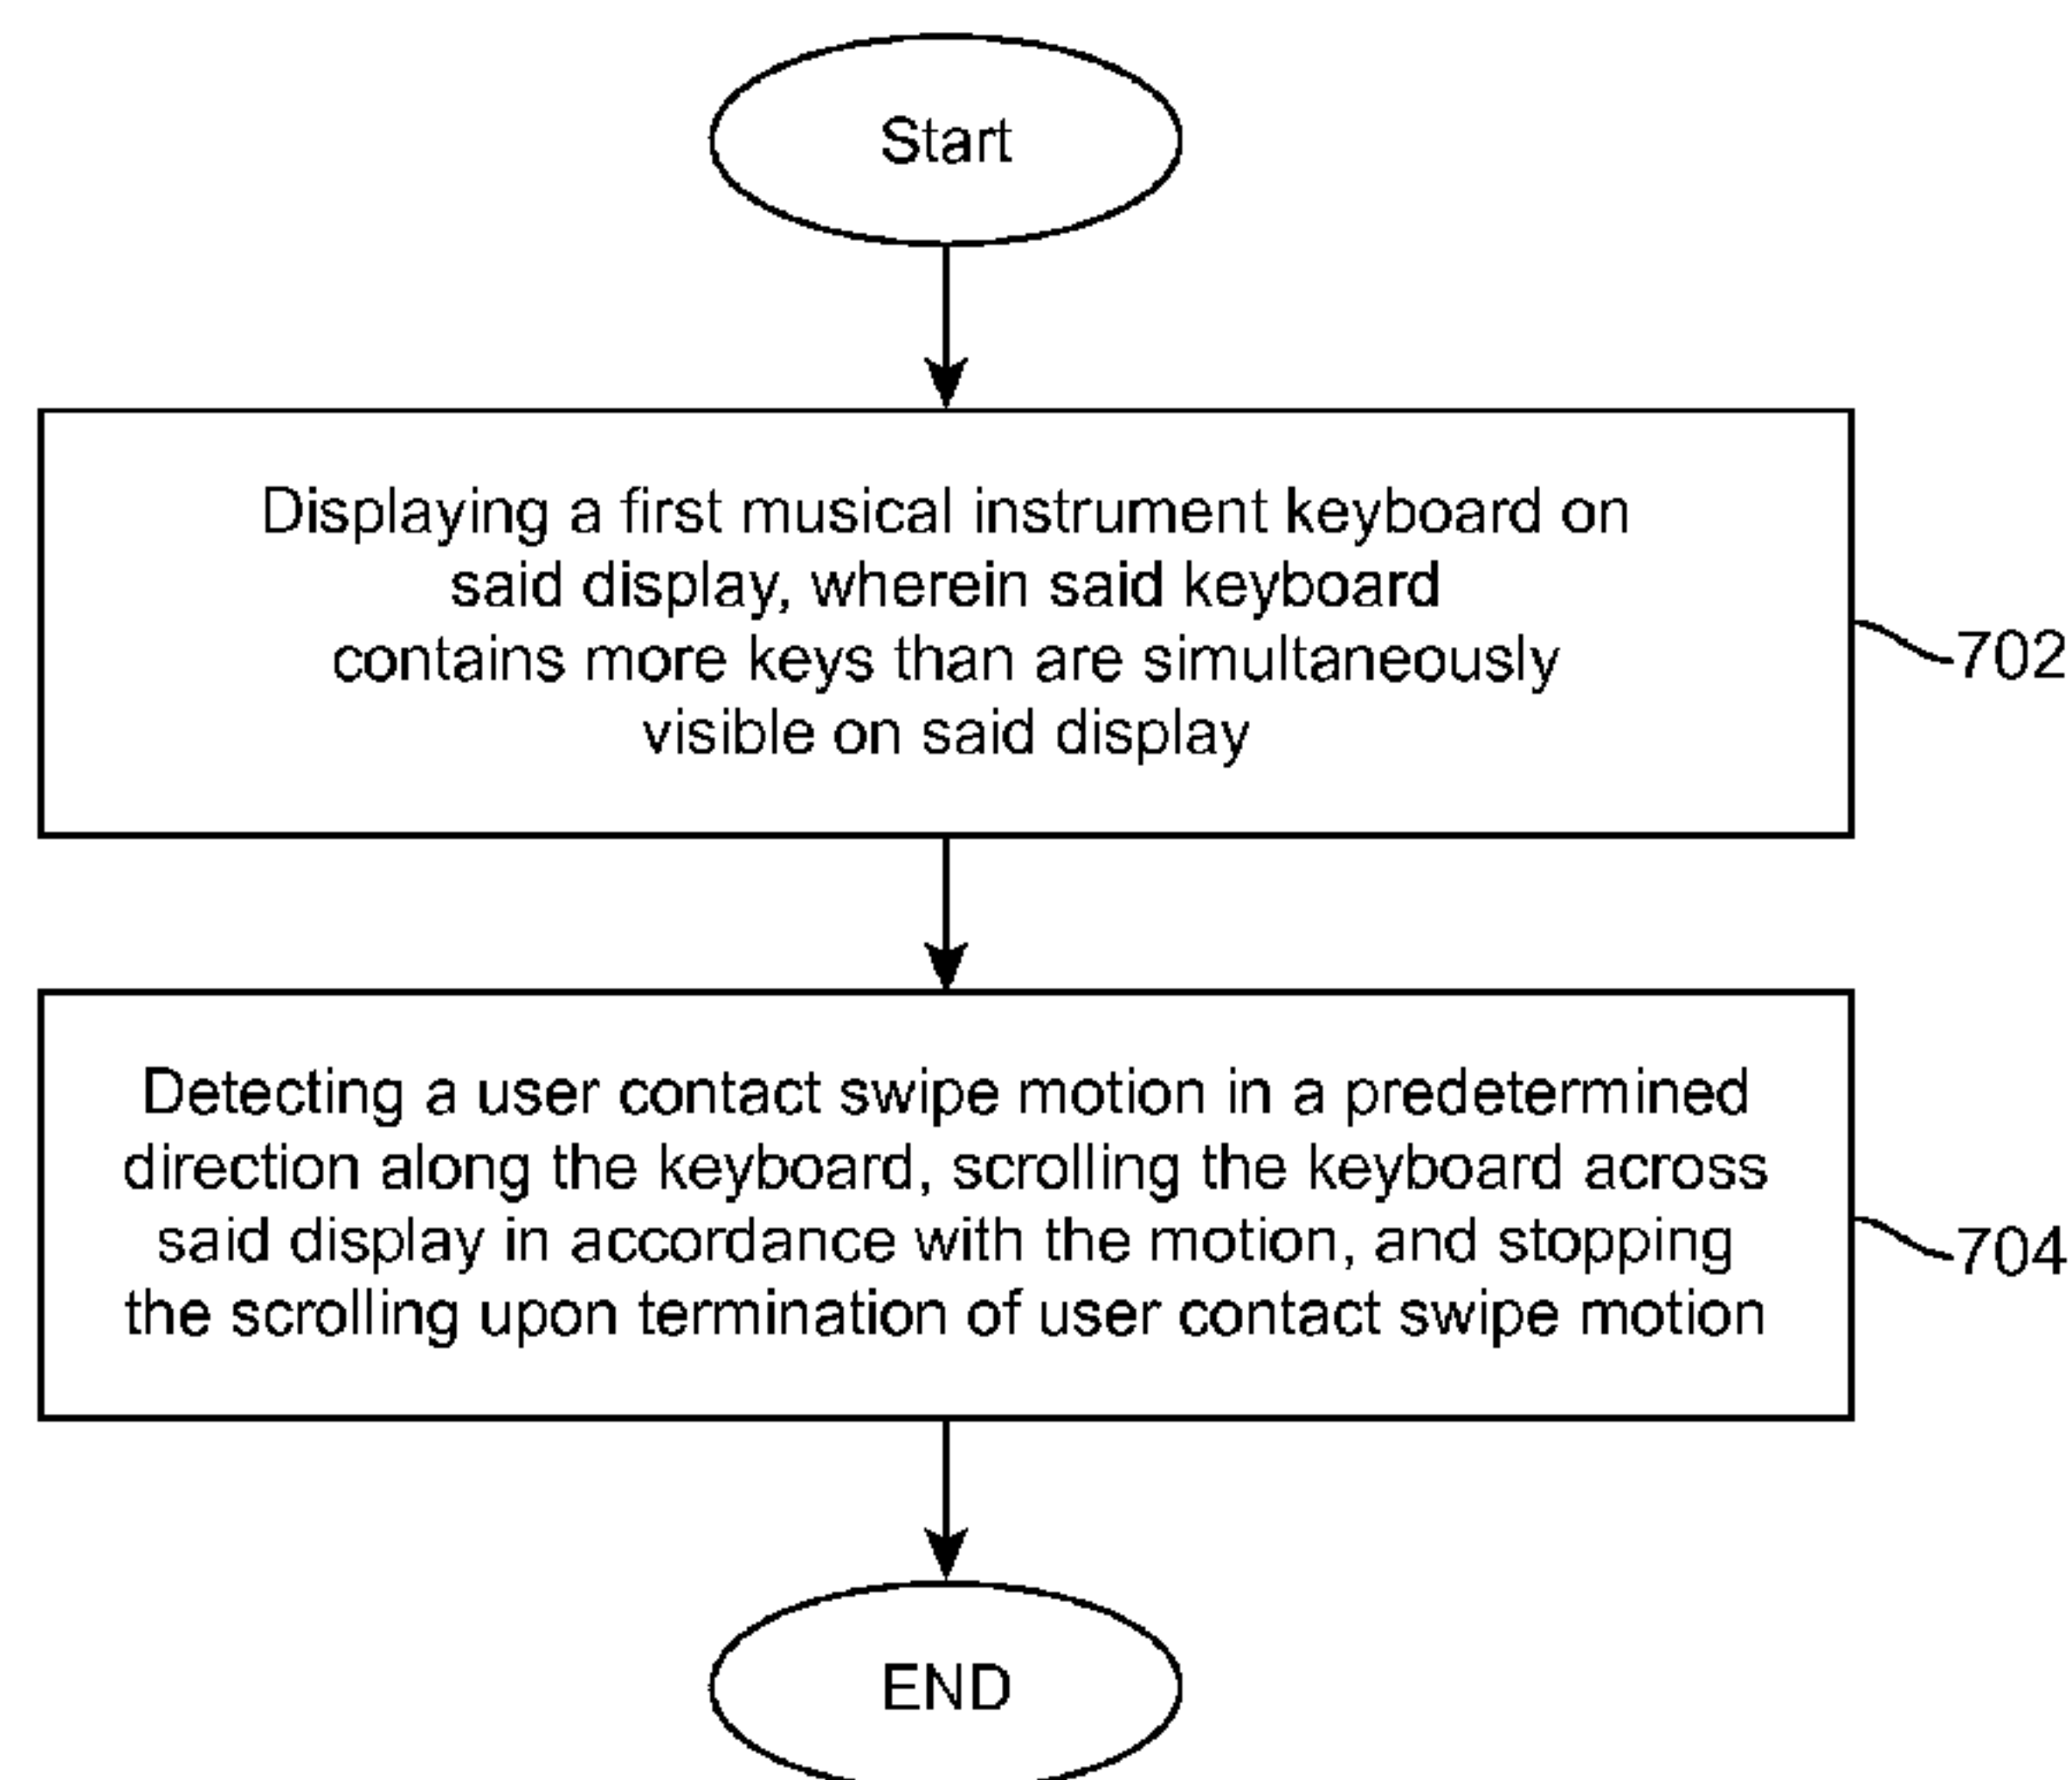 Start
Displaying a first musical instrument keyboard on
said display, wherein said keyboard
contains more keys than are simultaneously
visible on said display
702
Detecting a user contact swipe motion in a predetermined
direction along the keyboard, scrolling the keyboard across
said display in accordance with the motion, and stopping
the scrolling upon termination of user contact swipe motion
704
END